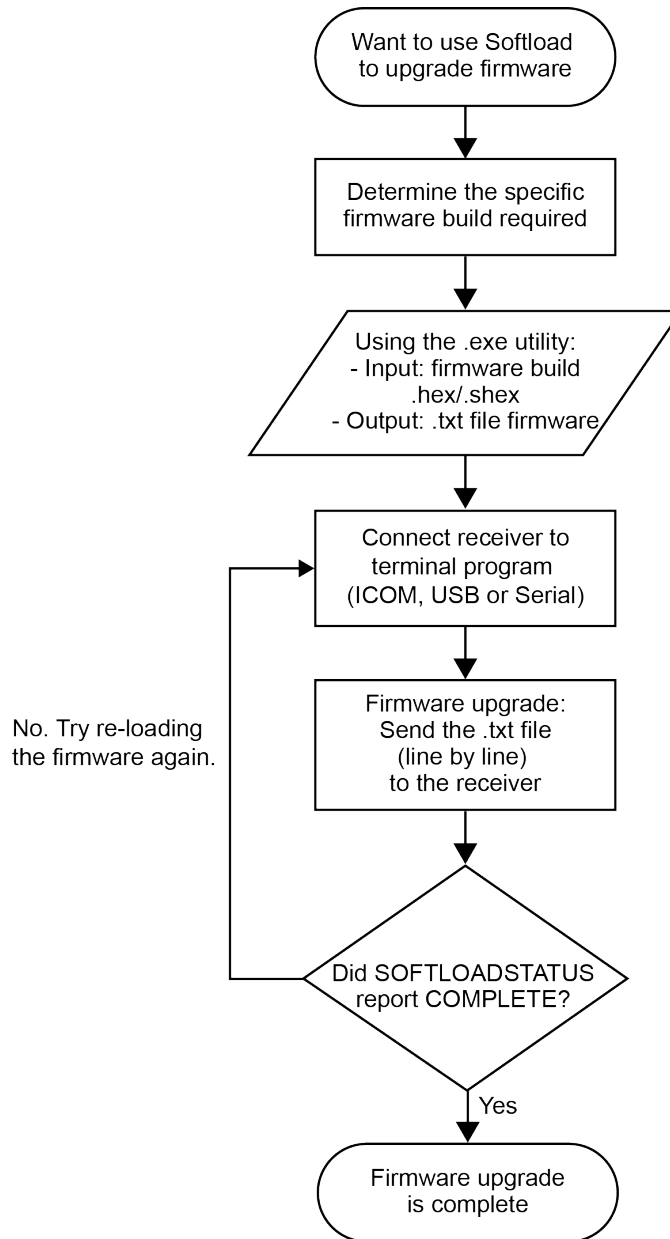 Want to use Softload
to upgrade firmware
Determine the specific
firmware build required
Using the .exe utility:
- Input: firmware build
.hex/.shex
- Output: .txt file firmware
Connect receiver to
terminal program
(ICOM, USB or Serial)
Firmware upgrade:
Send the .txt file
(line by line)
to the receiver
No. Try re-loading
the firmware again.
Did SOFTLOADSTATUS
report COMPLETE?
Yes
Firmware upgrade
is complete